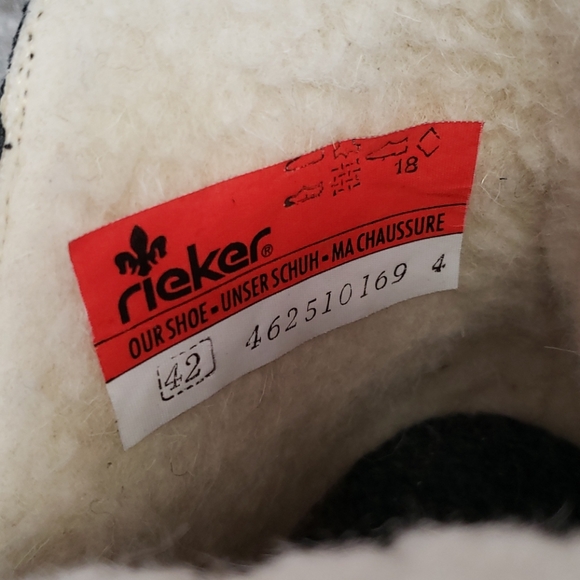 18
rieker®
OUR SHOE - UNSER SCHUH - MA CHAUSSURE
42 462510169 4